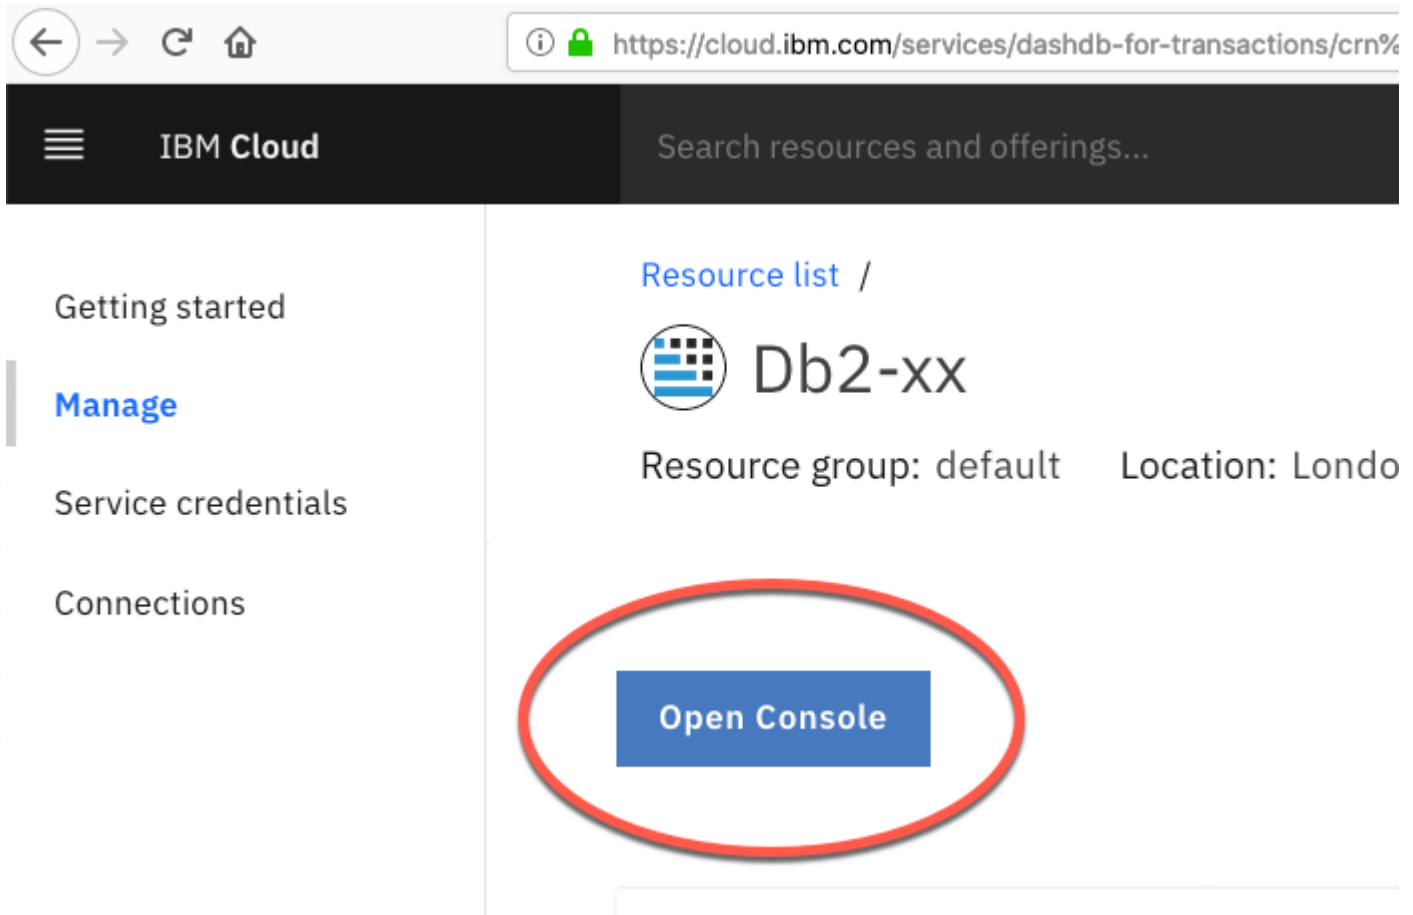 https://cloud.ibm.com/services/dashdb-for-transactions/crn%
IBM Cloud
Search resources and offerings...
Getting started
Manage
Service credentials
Connections
Resource list /
Db2-xx
Resource group: default Location: Londo
Open Console